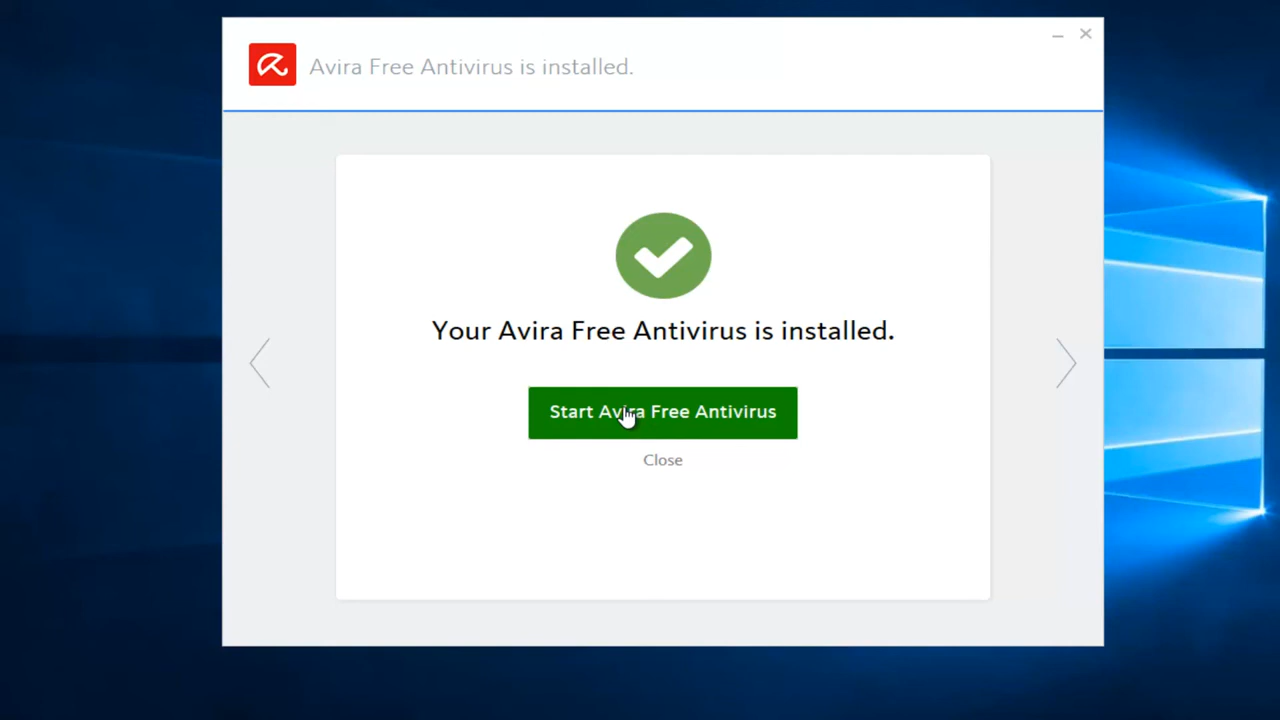 Avira Free Antivirus is installed.
Your Avira Free Antivirus is installed.
Start Avira Free Antivirus
Close